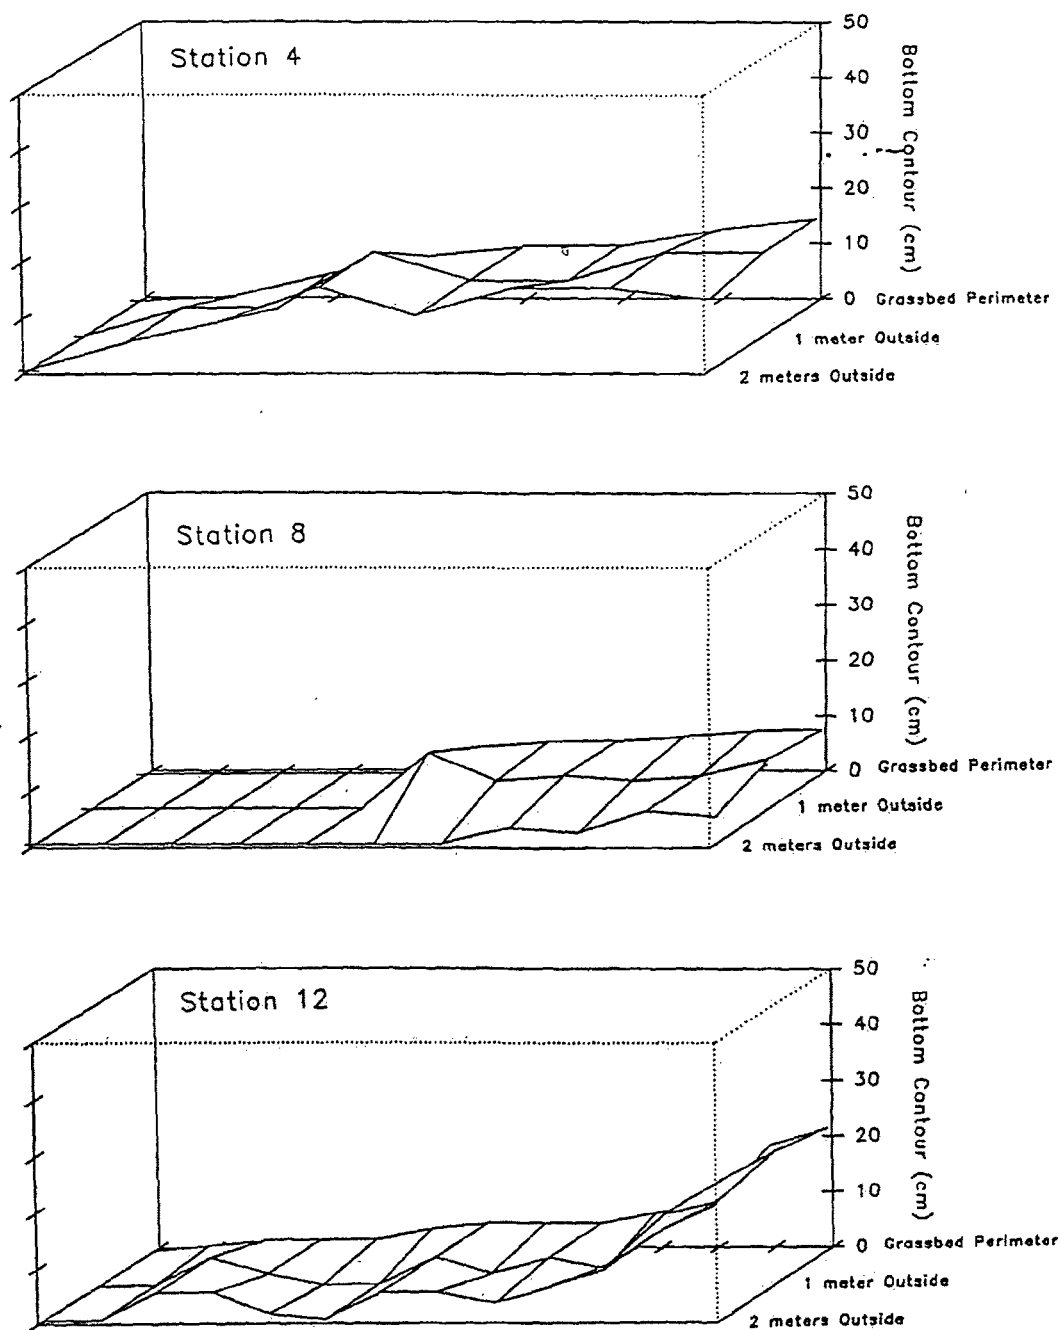 Station 4
50
40
30
20
10
0
Bottom Contour (cm)
Grassbed Perimeter
1 meter Outside
2 meters Outside
Station 8
50
40
30
20
10
0
Bottom Contour (cm)
Grassbed Perimeter
1 meter Outside
2 meters Outside
Station 12
50
40
30
20
10
0
Bottom Contour (cm)
Grassbed Perimeter
1 meter Outside
2 meters Outside